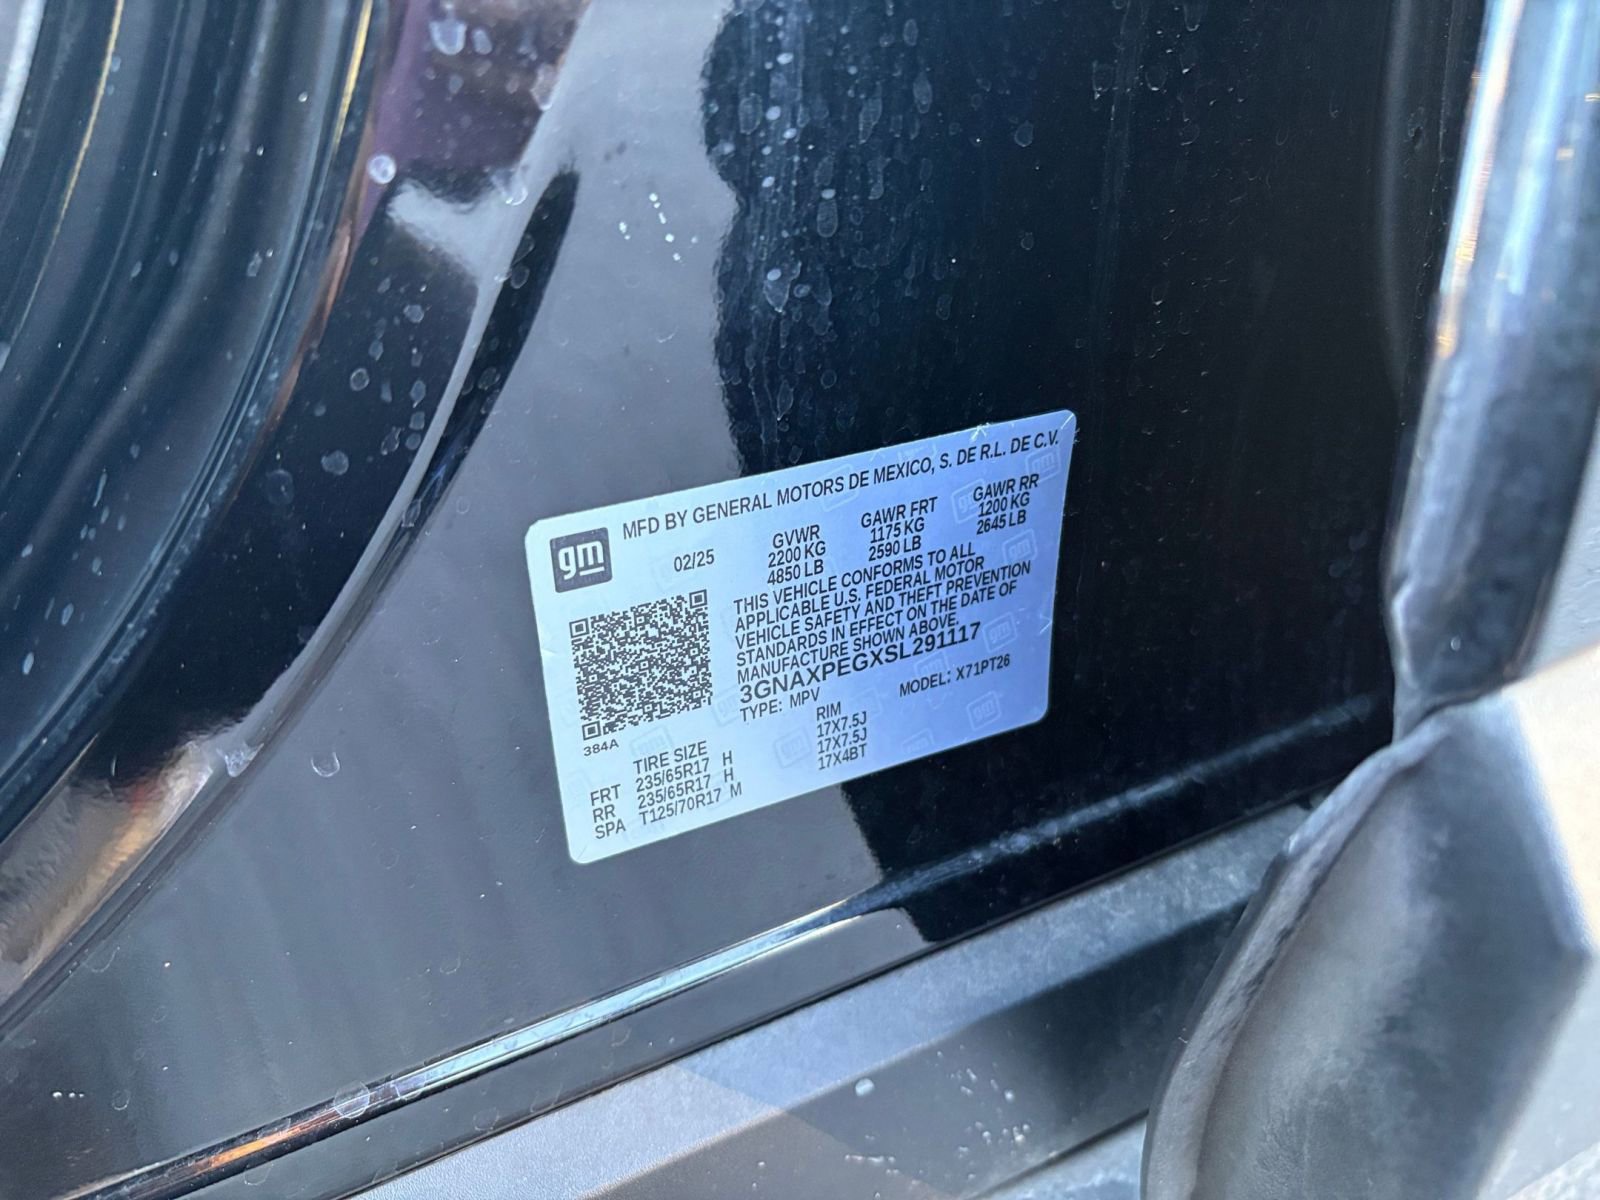 gm
MFD BY GENERAL MOTORS DE MEXICO, S. DE R.L. DE C.V.
02/25
GVWR GAWR FRT GAWR RR
2200 KG 1175 KG 1200 KG
4850 LB 2590 LB 2645 LB
THIS VEHICLE CONFORMS TO ALL
APPLICABLE U.S. FEDERAL MOTOR
VEHICLE SAFETY AND THEFT PREVENTION
STANDARDS IN EFFECT ON THE DATE OF
MANUFACTURE SHOWN ABOVE.
3GNAXPEGXSL291117
TYPE: MPV MODEL: X71PT26
384A
TIRE SIZE RIM
FRT 235/65R17 H 17X7.5J
RR 235/65R17 H 17X7.5J
SPA T125/70R17 M 17X4BT